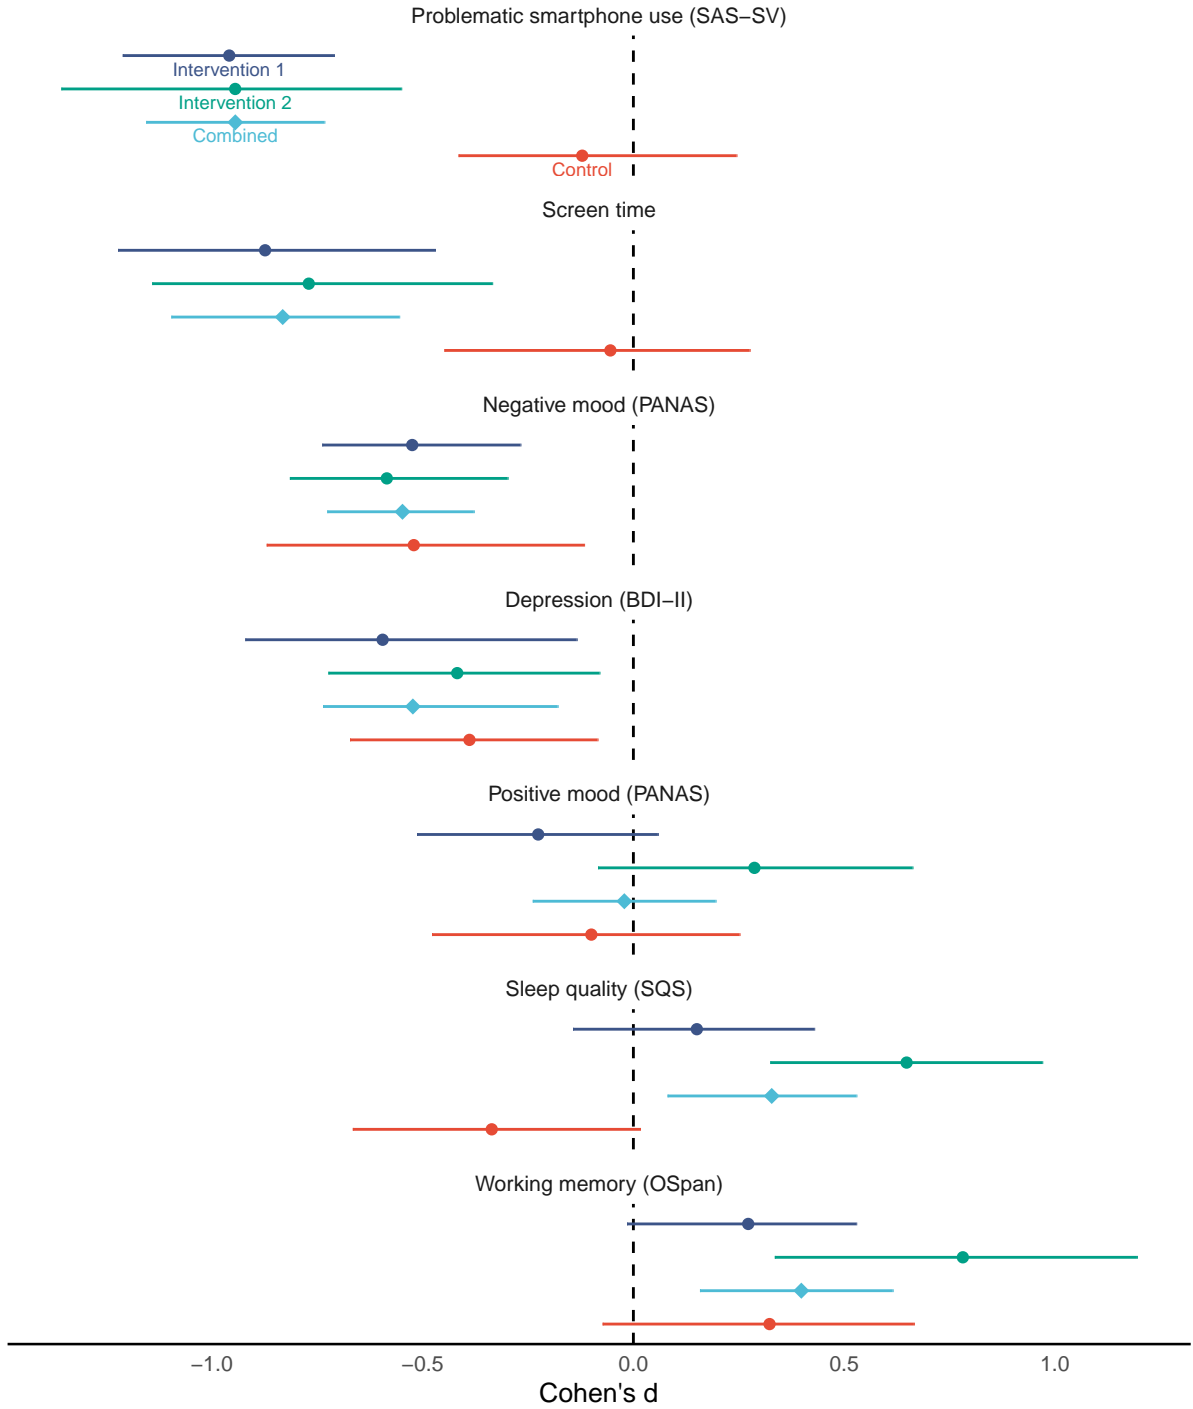 Problematic smartphone use (SAS−SV)
Intervention 1
Intervention 2
Combined
Control
Screen time
Negative mood (PANAS)
Depression (BDI−II)
Positive mood (PANAS)
Sleep quality (SQS)
Working memory (OSpan)
−1.0 −0.5 0.0 0.5 1.0
Cohen's d